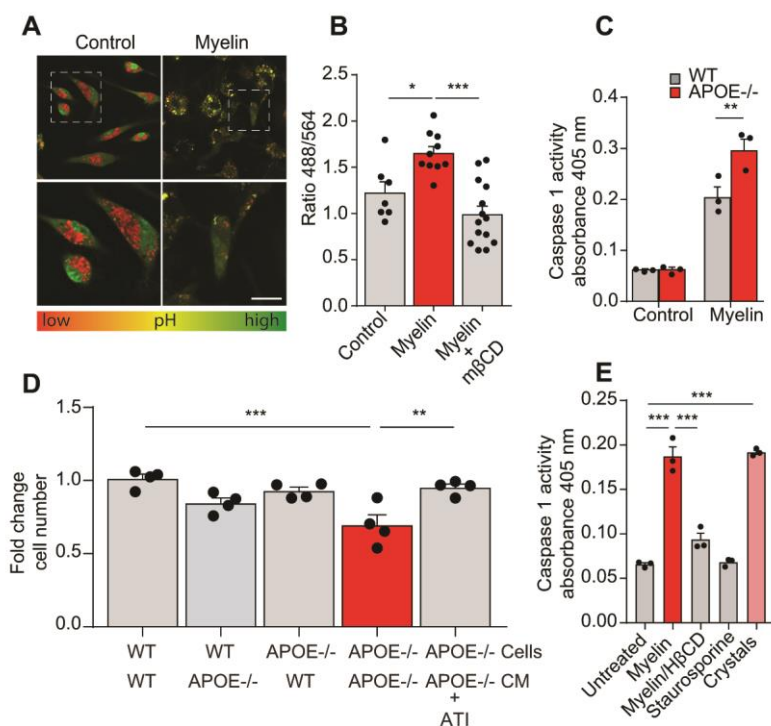 A
Control
Myelin
low
pH
high
B
Ratio 488/564
2.5
2.0
1.5
1.0
0.5
0.0
*
***
Control
Myelin
Myelin
+
mβCD
C
WT
APOE-/-
Caspase 1 activity
absorbance 405 nm
0.4
0.3
0.2
0.1
0.0
**
Control
Myelin
D
Fold change
cell number
1.5
1.0
0.5
0.0
***
**
WT WT APOE-/- APOE-/- APOE-/- Cells
WT APOE-/- WT APOE-/- APOE-/- CM
+
ATI
E
Caspase 1 activity
absorbance 405 nm
0.20
0.15
0.10
0.05
0.00
***
*** ***
Untreated
Myelin
Myelin/HβCD
Staurosporine
Crystals